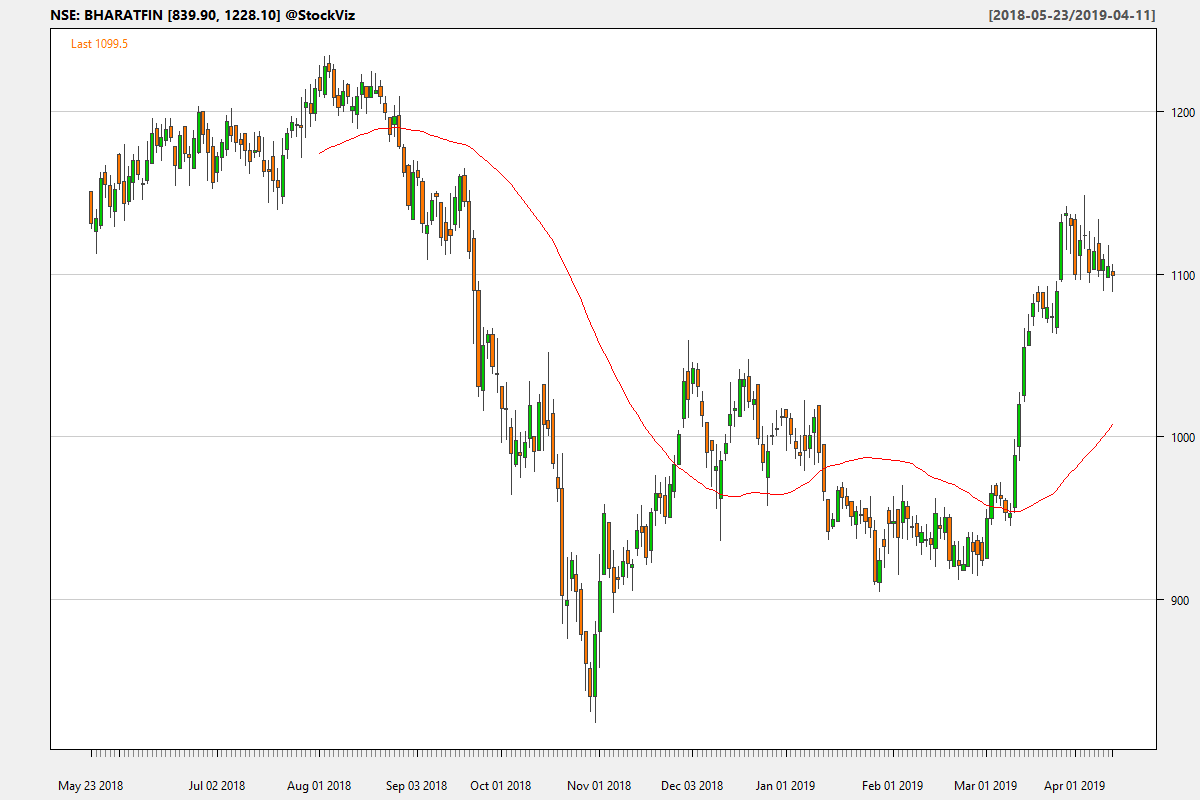 NSE: BHARATFIN [839.90, 1228.10] @StockViz [2018-05-23/2019-04-11]
Last 1099.5
1200
1100
1000
900
May 23 2018 Jul 02 2018 Aug 01 2018 Sep 03 2018 Oct 01 2018 Nov 01 2018 Dec 03 2018 Jan 01 2019 Feb 01 2019 Mar 01 2019 Apr 01 2019